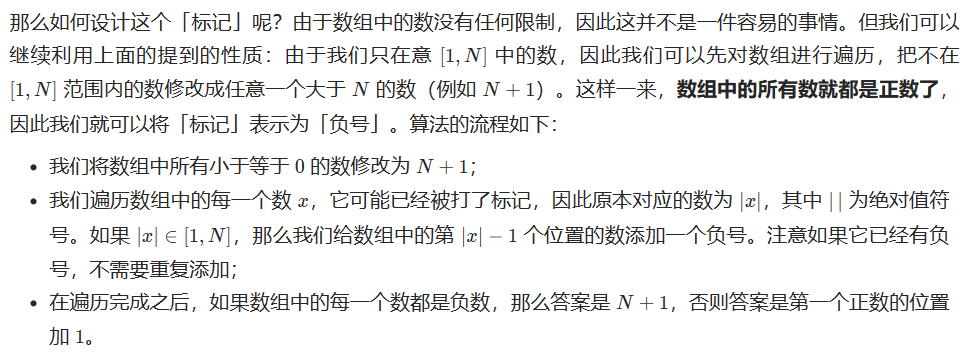 那么如何设计这个「标记」呢？由于数组中的数没有任何限制，因此这并不是一件容易的事情。但我们可以
继续利用上面的提到的性质：由于我们只在意 [1, N] 中的数，因此我们可以先对数组进行遍历，把不在
[1, N] 范围内的数修改成任意一个大于 N 的数（例如 N + 1）。这样一来，数组中的所有数就都是正数了，
因此我们就可以将「标记」表示为「负号」。算法的流程如下：
• 我们将数组中所有小于等于 0 的数修改为 N + 1；
• 我们遍历数组中的每一个数 x，它可能已经被打了标记，因此原本对应的数为 |x|，其中 | | 为绝对值符
号。如果 |x| ∈ [1, N]，那么我们给数组中的第 |x| − 1 个位置的数添加一个负号。注意如果它已经有负
号，不需要重复添加；
• 在遍历完成之后，如果数组中的每一个数都是负数，那么答案是 N + 1，否则答案是第一个正数的位置
加 1。